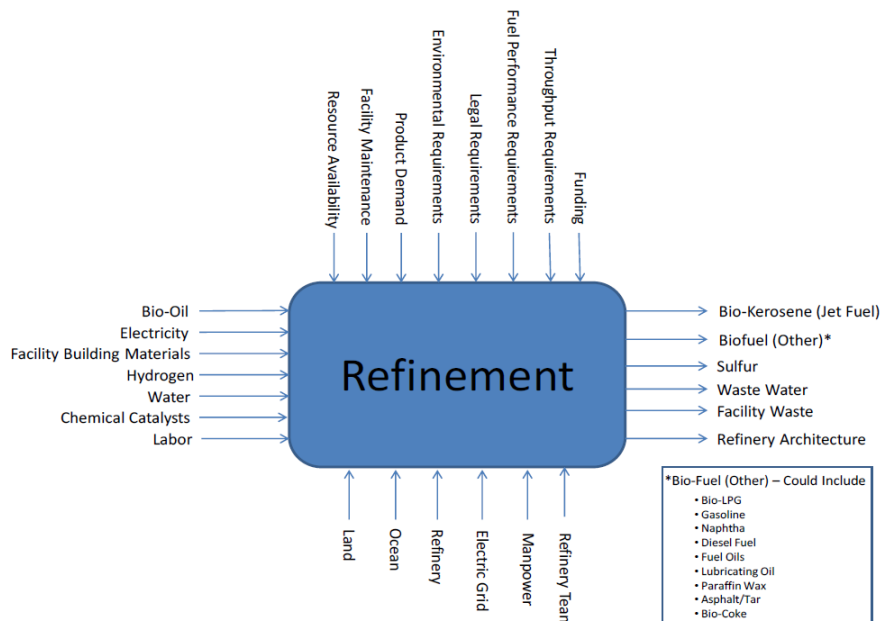 Resource Availability
Facility Maintenance
Product Demand
Environmental Requirements
Legal Requirements
Fuel Performance Requirements
Throughput Requirements
Funding
Bio-Oil
Electricity
Facility Building Materials
Hydrogen
Water
Chemical Catalysts
Labor
Refinement
Bio-Kerosene (Jet Fuel)
Biofuel (Other)*
Sulfur
Waste Water
Facility Waste
Refinery Architecture
Land
Ocean
Refinery
Electric Grid
Manpower
Refinery Team
*Bio-Fuel (Other) – Could Include
• Bio-LPG
• Gasoline
• Naphtha
• Diesel Fuel
• Fuel Oils
• Lubricating Oil
• Paraffin Wax
• Asphalt/Tar
• Bio-Coke